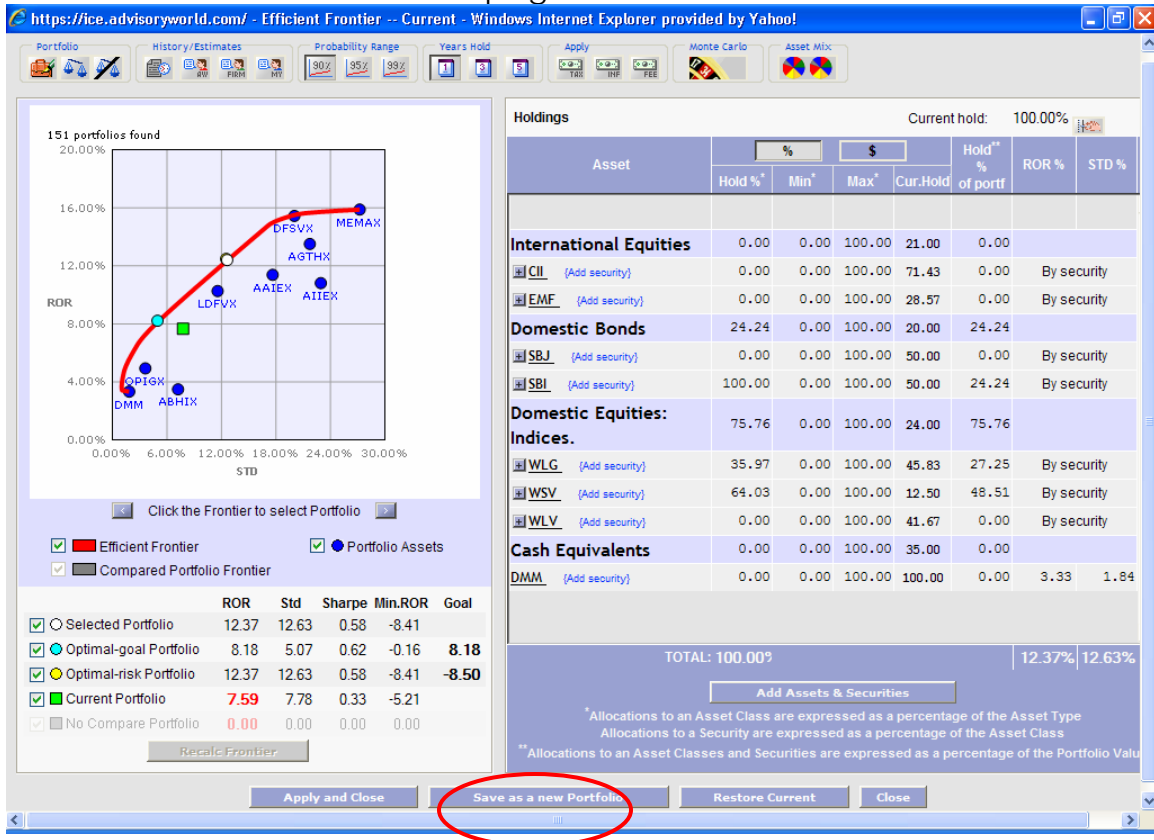 https://ice.advisoryworld.com/ - Efficient Frontier -- Current - Windows Internet Explorer provided by Yahoo!
Portfolio History/Estimates Probability Range Years Hold Apply Monte Carlo Asset Mix
AW FIRM MY 90% 95% 99% 1 3 5 TAX INF FEE
151 portfolios found
20.00%
16.00%
12.00%
ROR
8.00%
4.00%
0.00%
DFSVX MEMAX
AGTHX
AAIEX AIIEX
LDFVX
OPIGX
DMM ABHIX
0.00% 6.00% 12.00% 18.00% 24.00% 30.00%
STD
< Click the Frontier to select Portfolio >
Efficient Frontier Portfolio Assets
Compared Portfolio Frontier
ROR Std Sharpe Min.ROR Goal
Selected Portfolio 12.37 12.63 0.58 -8.41
Optimal-goal Portfolio 8.18 5.07 0.62 -0.16 8.18
Optimal-risk Portfolio 12.37 12.63 0.58 -8.41 -8.50
Current Portfolio 7.59 7.78 0.33 -5.21
No Compare Portfolio 0.00 0.00 0.00 0.00
Recalc Frontier
Holdings Current hold: 100.00%
Asset % $ Hold** % of portf ROR % STD %
Hold %* Min* Max* Cur.Hold
International Equities 0.00 0.00 100.00 21.00 0.00
CII {Add security} 0.00 0.00 100.00 71.43 0.00 By security
EMF {Add security} 0.00 0.00 100.00 28.57 0.00 By security
Domestic Bonds 24.24 0.00 100.00 20.00 24.24
SBJ {Add security} 0.00 0.00 100.00 50.00 0.00 By security
SBI {Add security} 100.00 0.00 100.00 50.00 24.24 By security
Domestic Equities:
Indices. 75.76 0.00 100.00 24.00 75.76
WLG {Add security} 35.97 0.00 100.00 45.83 27.25 By security
WSV {Add security} 64.03 0.00 100.00 12.50 48.51 By security
WLV {Add security} 0.00 0.00 100.00 41.67 0.00 By security
Cash Equivalents 0.00 0.00 100.00 35.00 0.00
DMM {Add security} 0.00 0.00 100.00 100.00 0.00 3.33 1.84
TOTAL: 100.00% 12.37% 12.63%
Add Assets & Securities
*Allocations to an Asset Class are expressed as a percentage of the Asset Type
Allocations to a Security are expressed as a percentage of the Asset Class
**Allocations to an Asset Classes and Securities are expressed as a percentage of the Portfolio Valu
Apply and Close Save as a new Portfolio Restore Current Close